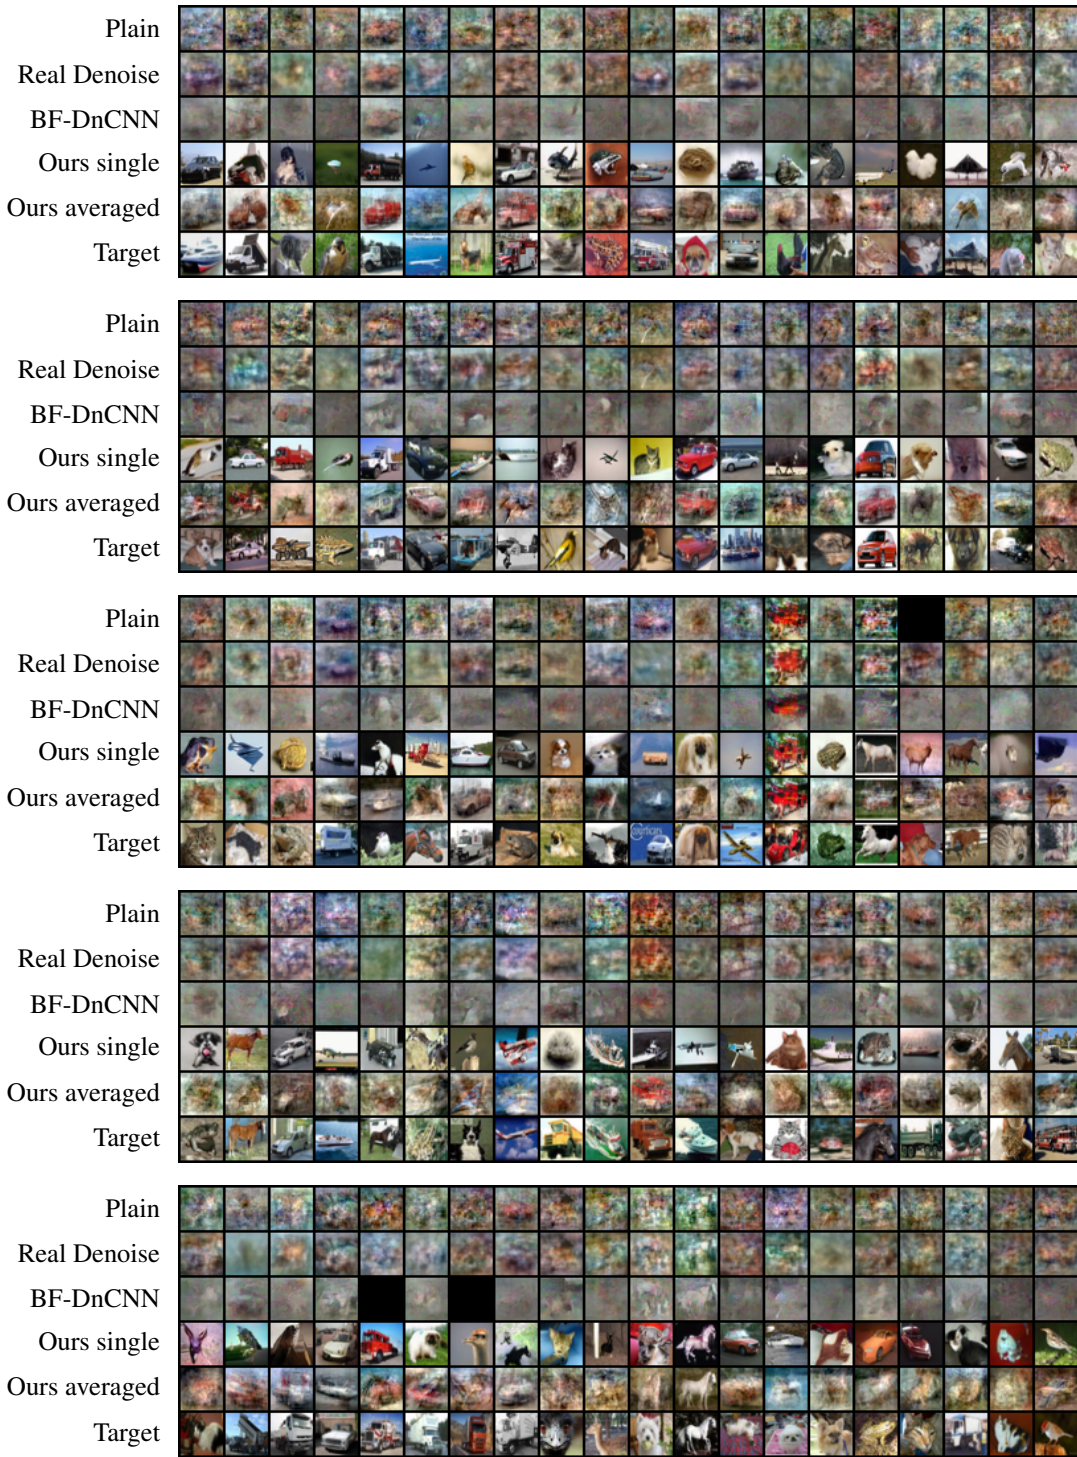 Plain
Real Denoise
BF-DnCNN
Ours single
Ours averaged
Target
Plain
Real Denoise
BF-DnCNN
Ours single
Ours averaged
Target
Plain
Real Denoise
BF-DnCNN
Ours single
Ours averaged
Target
Plain
Real Denoise
BF-DnCNN
Ours single
Ours averaged
Target
Plain
Real Denoise
BF-DnCNN
Ours single
Ours averaged
Target